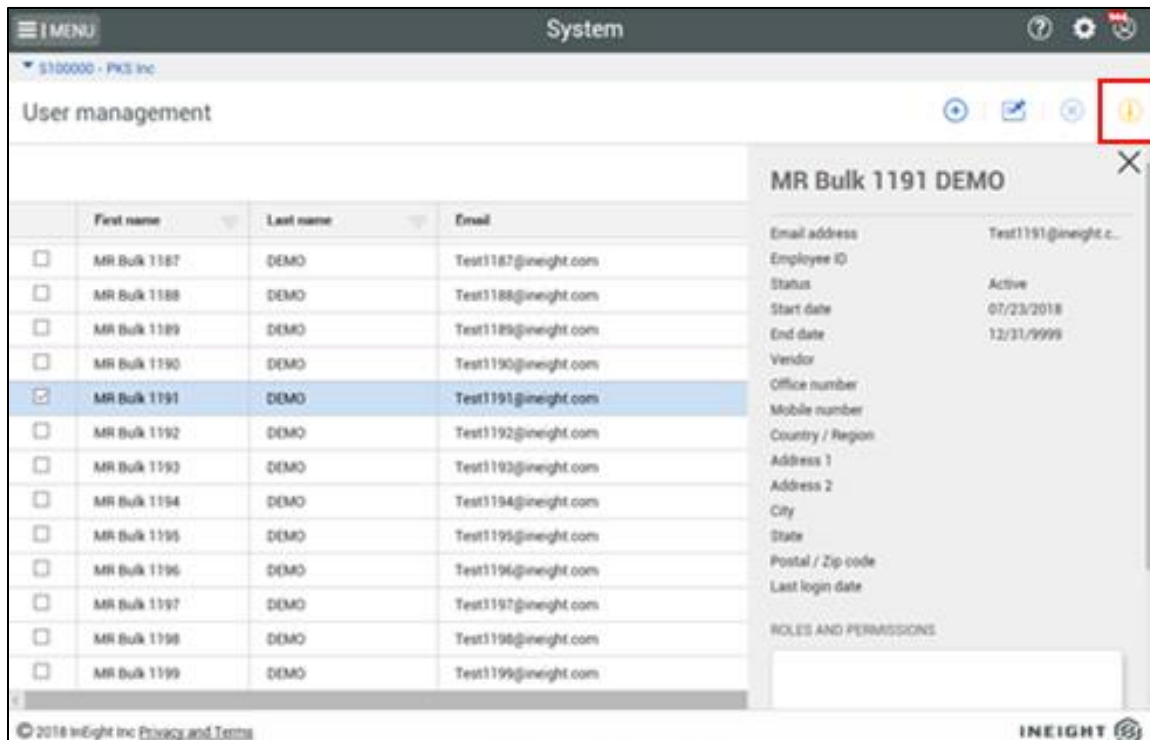 MENU System
S100000 - PKS Inc
User management
MR Bulk 1191 DEMO
First name Last name Email
MR Bulk 1187 DEMO Test1187@ineight.com
MR Bulk 1188 DEMO Test1188@ineight.com
MR Bulk 1189 DEMO Test1189@ineight.com
MR Bulk 1190 DEMO Test1190@ineight.com
MR Bulk 1191 DEMO Test1191@ineight.com
MR Bulk 1192 DEMO Test1192@ineight.com
MR Bulk 1193 DEMO Test1193@ineight.com
MR Bulk 1194 DEMO Test1194@ineight.com
MR Bulk 1195 DEMO Test1195@ineight.com
MR Bulk 1196 DEMO Test1196@ineight.com
MR Bulk 1197 DEMO Test1197@ineight.com
MR Bulk 1198 DEMO Test1198@ineight.com
MR Bulk 1199 DEMO Test1199@ineight.com
Email address Test1191@ineight.c...
Employee ID
Status Active
Start date 07/23/2018
End date 12/31/9999
Vendor
Office number
Mobile number
Country / Region
Address 1
Address 2
City
State
Postal / Zip code
Last login date
ROLES AND PERMISSIONS
© 2018 InEight Inc Privacy and Terms
INEIGHT